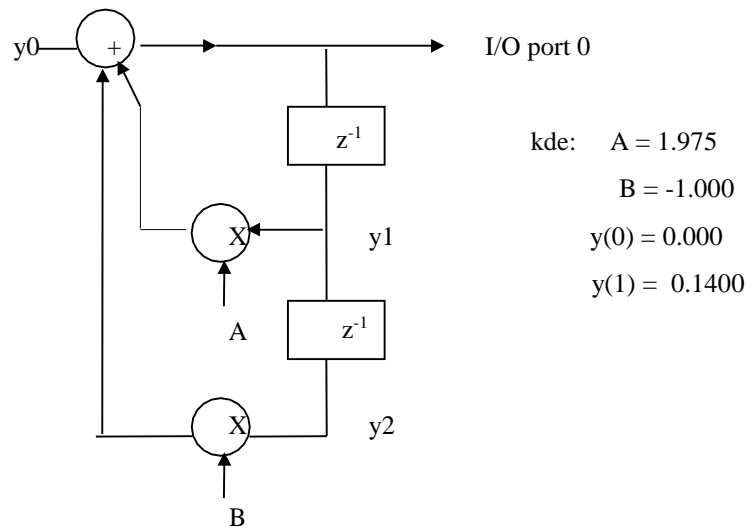 y0
+
I/O port 0
z-1
kde: A = 1.975
B = -1.000
X
y1
y(0) = 0.000
y(1) = 0.1400
A
z-1
X
y2
B